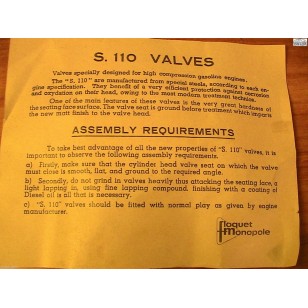 S. 110 VALVES
Valves specially designed for high compression gasoline engines.
The "S. 110" are manufactured from special steels, according to each en-
gine specification. They benefit of a very efficient protection against corrosion
and oxydation on their head, owing to the most modern treatment technic.
One of the main features of these valves is the very great hardness of
the seating face surface. The valve seat is ground before treatment which imparts
the new matt finish to the valve head.
ASSEMBLY REQUIREMENTS
To take best advantage of all the new properties of "S. 110" valves, it is
important to observe the following assembly requirements.
a) Firstly, make sure that the cylinder head valve seat on which the valve
must close is smooth, flat, and ground to the required angle.
b) Secondly, do not grind in valves heavily thus attacking the seating face, a
light lapping in, using fine lapping compound, finishing with a coating of
Diesel oil is all that is necessary.
c) "S. 110" valves should be fitted with normal play as given by engine
manufacturer.
Floquet
Monopole